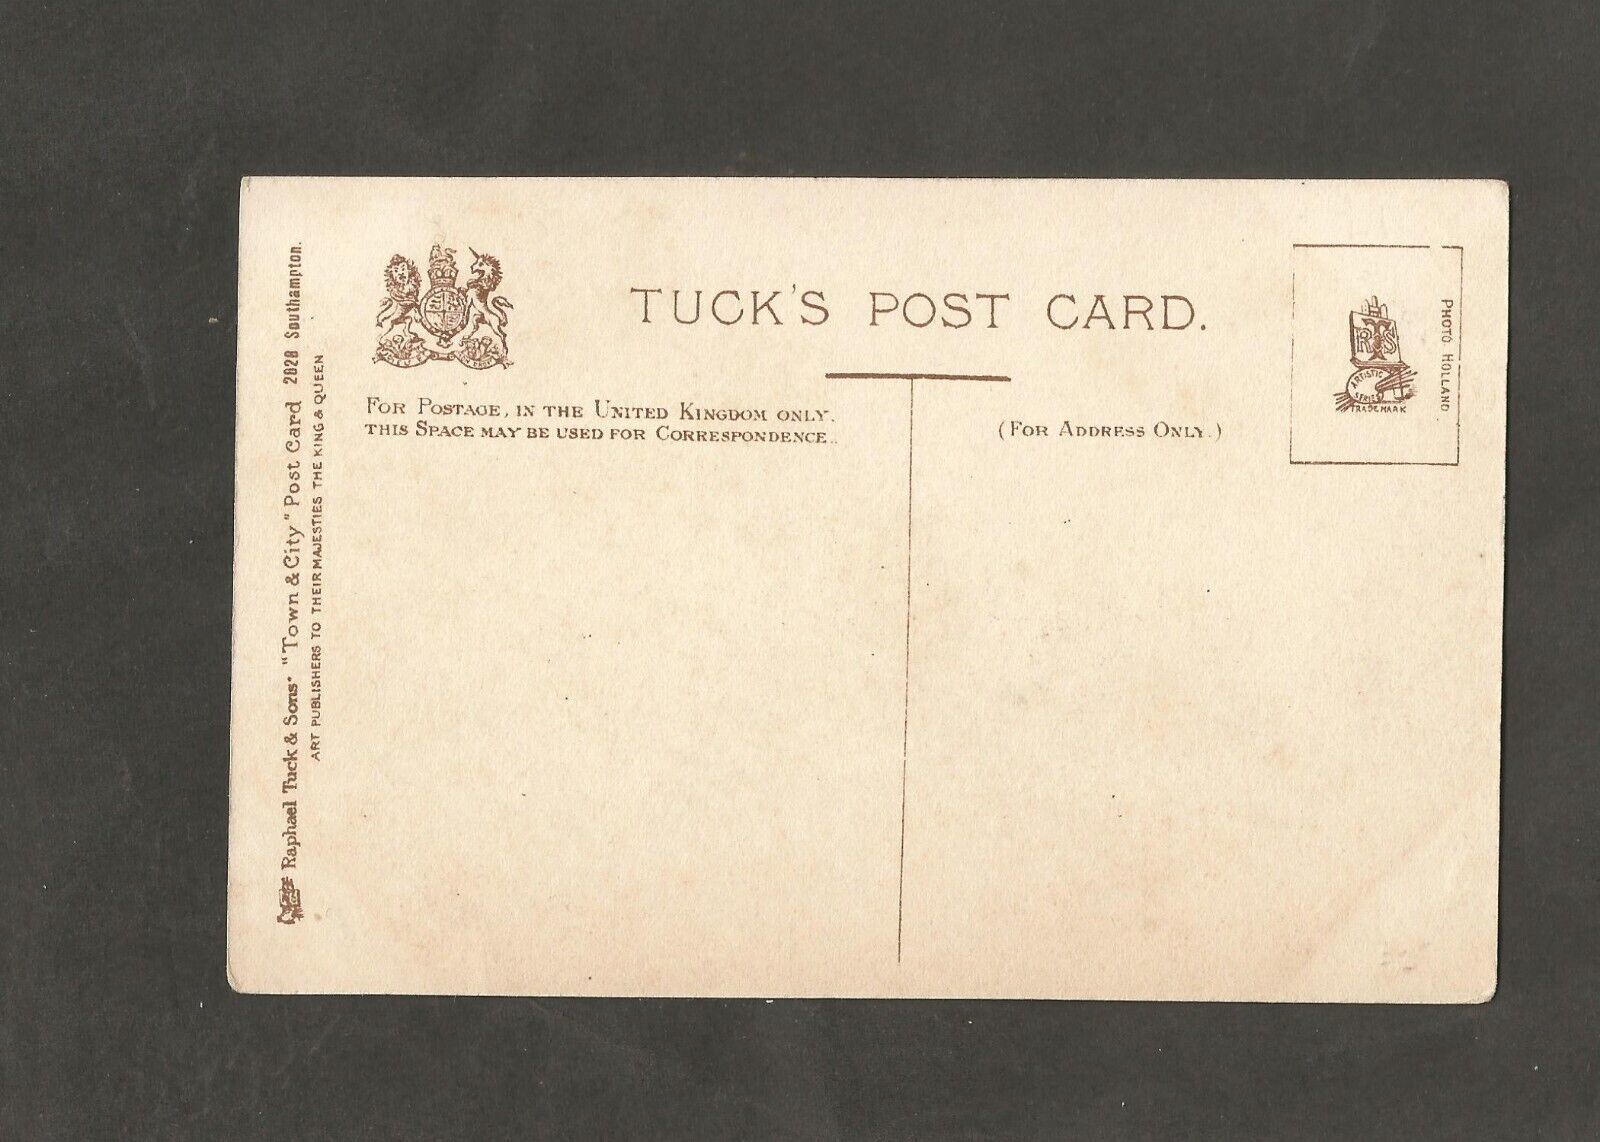 TUCK'S POST CARD.
FOR POSTAGE, IN THE UNITED KINGDOM ONLY.
THIS SPACE MAY BE USED FOR CORRESPONDENCE.
(FOR ADDRESS ONLY.)
R T S
ARTISTIC
SERIES
TRADE MARK
PHOTO HOLLAND
Raphael Tuck & Sons' "Town & City" Post Card 2028 Southampton.
ART PUBLISHERS TO THEIR MAJESTIES THE KING & QUEEN